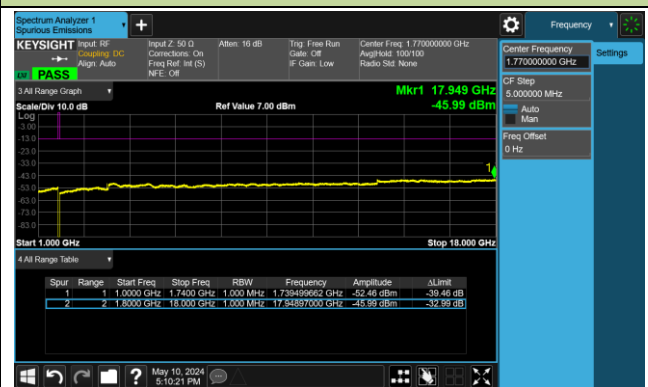 Spectrum Analyzer 1
Spurious Emissions
Frequency
KEYSIGHT
Input: RF
Coupling: DC
Align: Auto
Input Z: 50 Ω
Corrections: On
Freq Ref: Int (S)
NFE: Off
Atten: 16 dB
Trig: Free Run
Gate: Off
IF Gain: Low
Center Freq: 1.770000000 GHz
Avg|Hold: 100/100
Radio Std: None
PASS
Center Frequency
1.770000000 GHz
Settings
CF Step
5.000000 MHz
Auto
Man
Freq Offset
0 Hz
3 All Range Graph
Mkr1 17.949 GHz
Scale/Div 10.0 dB
Ref Value 7.00 dBm
-45.99 dBm
Log
-3.00
-13.0
-23.0
-33.0
-43.0
-53.0
-63.0
-73.0
-83.0
1
Start 1.000 GHz
Stop 18.000 GHz
4 All Range Table
Spur Range Start Freq Stop Freq RBW Frequency Amplitude ΔLimit
1 1 1.0000 GHz 1.7400 GHz 1.000 MHz 1.739499662 GHz -52.46 dBm -39.46 dB
2 2 1.8000 GHz 18.000 GHz 1.000 MHz 17.94897000 GHz -45.99 dBm -32.99 dB
?
May 10, 2024
5:10:21 PM